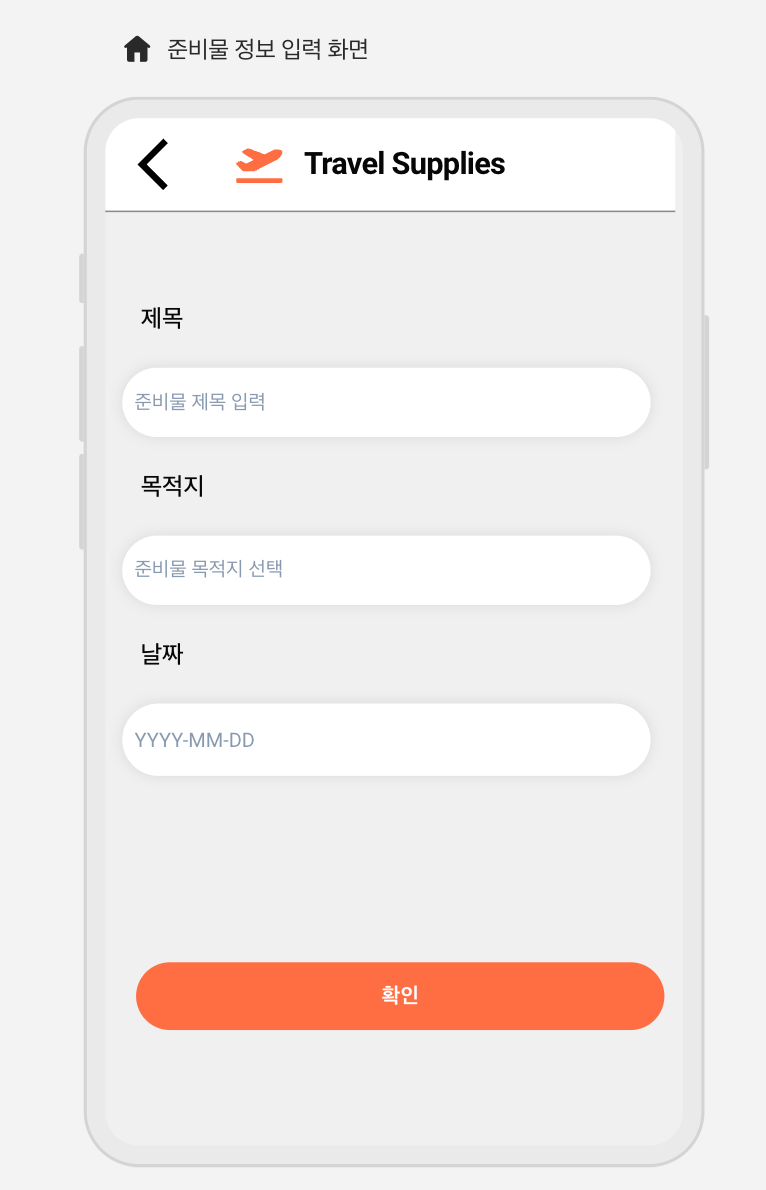 준비물 정보 입력 화면
Travel Supplies
제목
준비물 제목 입력
목적지
준비물 목적지 선택
날짜
YYYY-MM-DD
확인